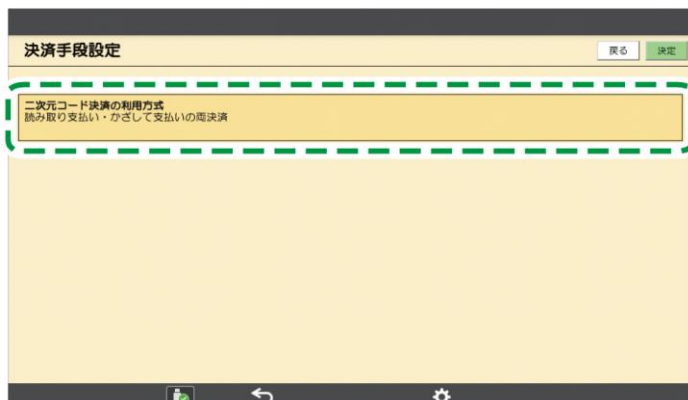 決済手段設定
戻る
決定
二次元コード決済の利用方式
読み取り支払い・かざして支払いの両決済